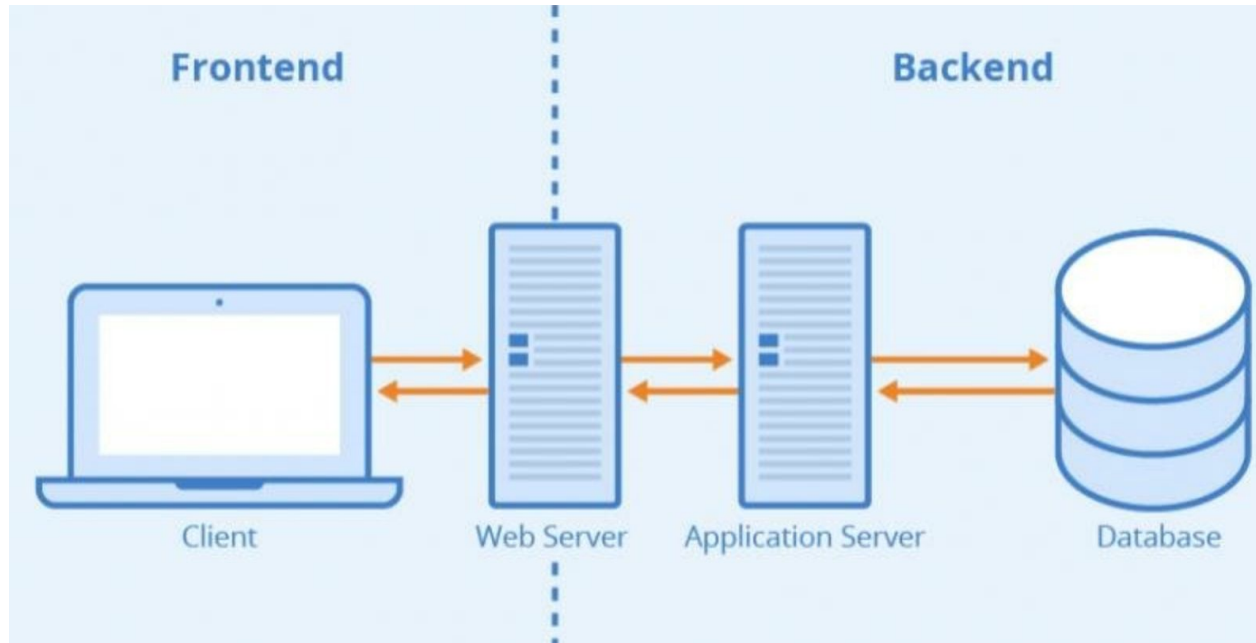 Frontend
Backend
Client
Web Server
Application Server
Database